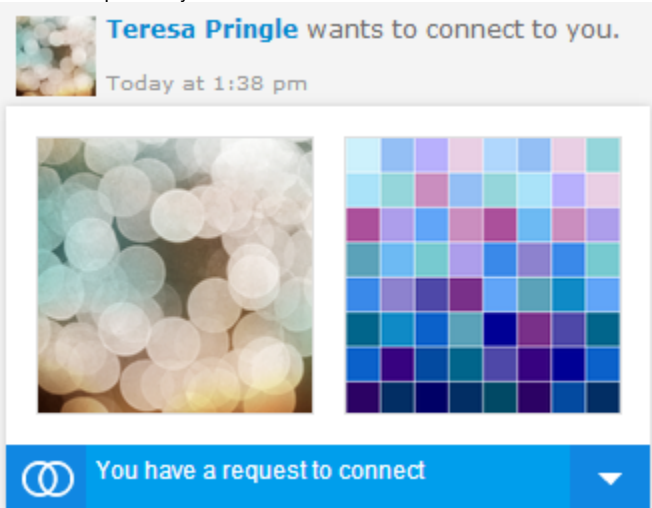 Teresa Pringle wants to connect to you.
Today at 1:38 pm
You have a request to connect